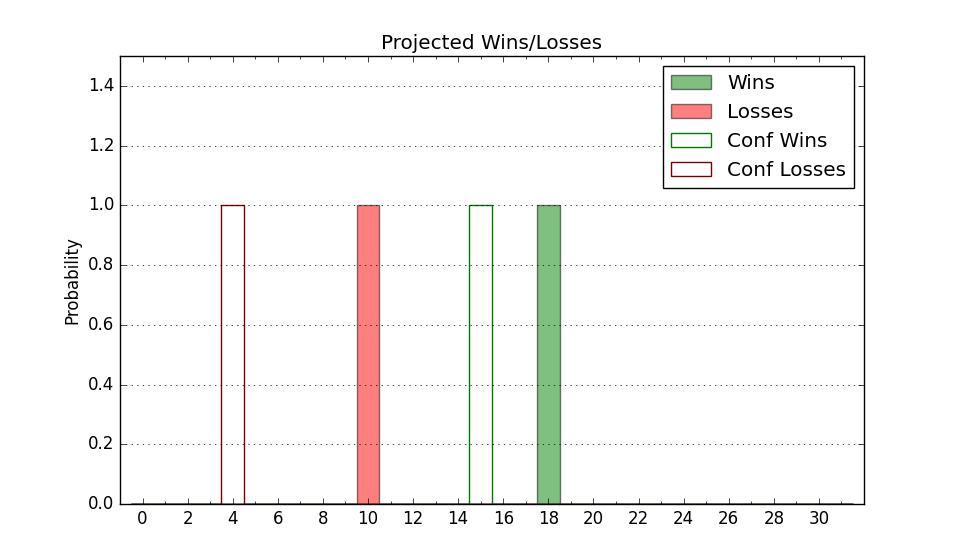 Projected Wins/Losses
Wins
Losses
Conf Wins
Conf Losses
Probability
1.4
1.2
1.0
0.8
0.6
0.4
0.2
0.0
0 2 4 6 8 10 12 14 16 18 20 22 24 26 28 30